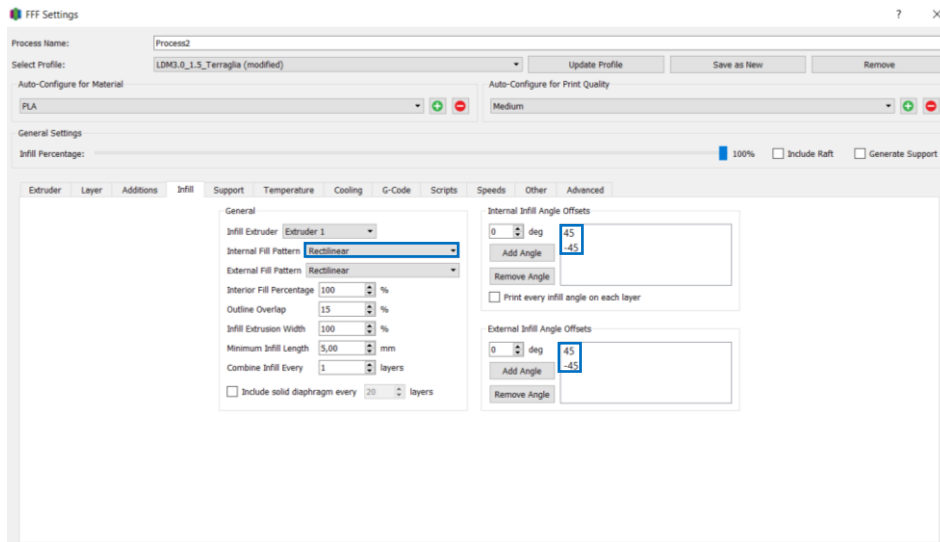 FFF Settings
?
Process Name: Process2
Select Profile: LDM3.0_1.5_Terraglia (modified) Update Profile Save as New Remove
Auto-Configure for Material
PLA
Auto-Configure for Print Quality
Medium
General Settings
Infill Percentage: 100% Include Raft Generate Support
Extruder Layer Additions Infill Support Temperature Cooling G-Code Scripts Speeds Other Advanced
General
Infill Extruder Extruder 1
Internal Fill Pattern Rectilinear
External Fill Pattern Rectilinear
Interior Fill Percentage 100 %
Outline Overlap 15 %
Infill Extrusion Width 100 %
Minimum Infill Length 5,00 mm
Combine Infill Every 1 layers
Include solid diaphragm every 20 layers
Internal Infill Angle Offsets
0 deg
Add Angle
Remove Angle
45
-45
Print every infill angle on each layer
External Infill Angle Offsets
0 deg
Add Angle
Remove Angle
45
-45